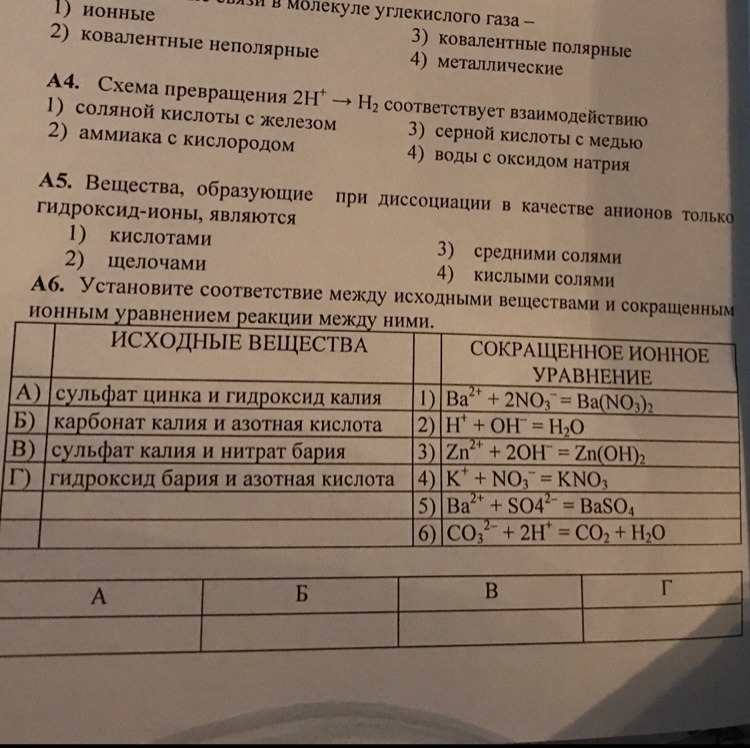 связи в молекуле углекислого газа –
1) ионные 3) ковалентные полярные
2) ковалентные неполярные 4) металлические
А4. Схема превращения 2H⁺ → H₂ соответствует взаимодействию
1) соляной кислоты с железом 3) серной кислоты с медью
2) аммиака с кислородом 4) воды с оксидом натрия
А5. Вещества, образующие при диссоциации в качестве анионов только
гидроксид-ионы, являются
1) кислотами 3) средними солями
2) щелочами 4) кислыми солями
А6. Установите соответствие между исходными веществами и сокращенным
ионным уравнением реакции между ними.
ИСХОДНЫЕ ВЕЩЕСТВА СОКРАЩЕННОЕ ИОННОЕ
УРАВНЕНИЕ
А) сульфат цинка и гидроксид калия 1) Ba²⁺ + 2NO₃⁻ = Ba(NO₃)₂
Б) карбонат калия и азотная кислота 2) H⁺ + OH⁻ = H₂O
В) сульфат калия и нитрат бария 3) Zn²⁺ + 2OH⁻ = Zn(OH)₂
Г) гидроксид бария и азотная кислота 4) K⁺ + NO₃⁻ = KNO₃
5) Ba²⁺ + SO4²⁻ = BaSO₄
6) CO₃²⁻ + 2H⁺ = CO₂ + H₂O
А Б В Г